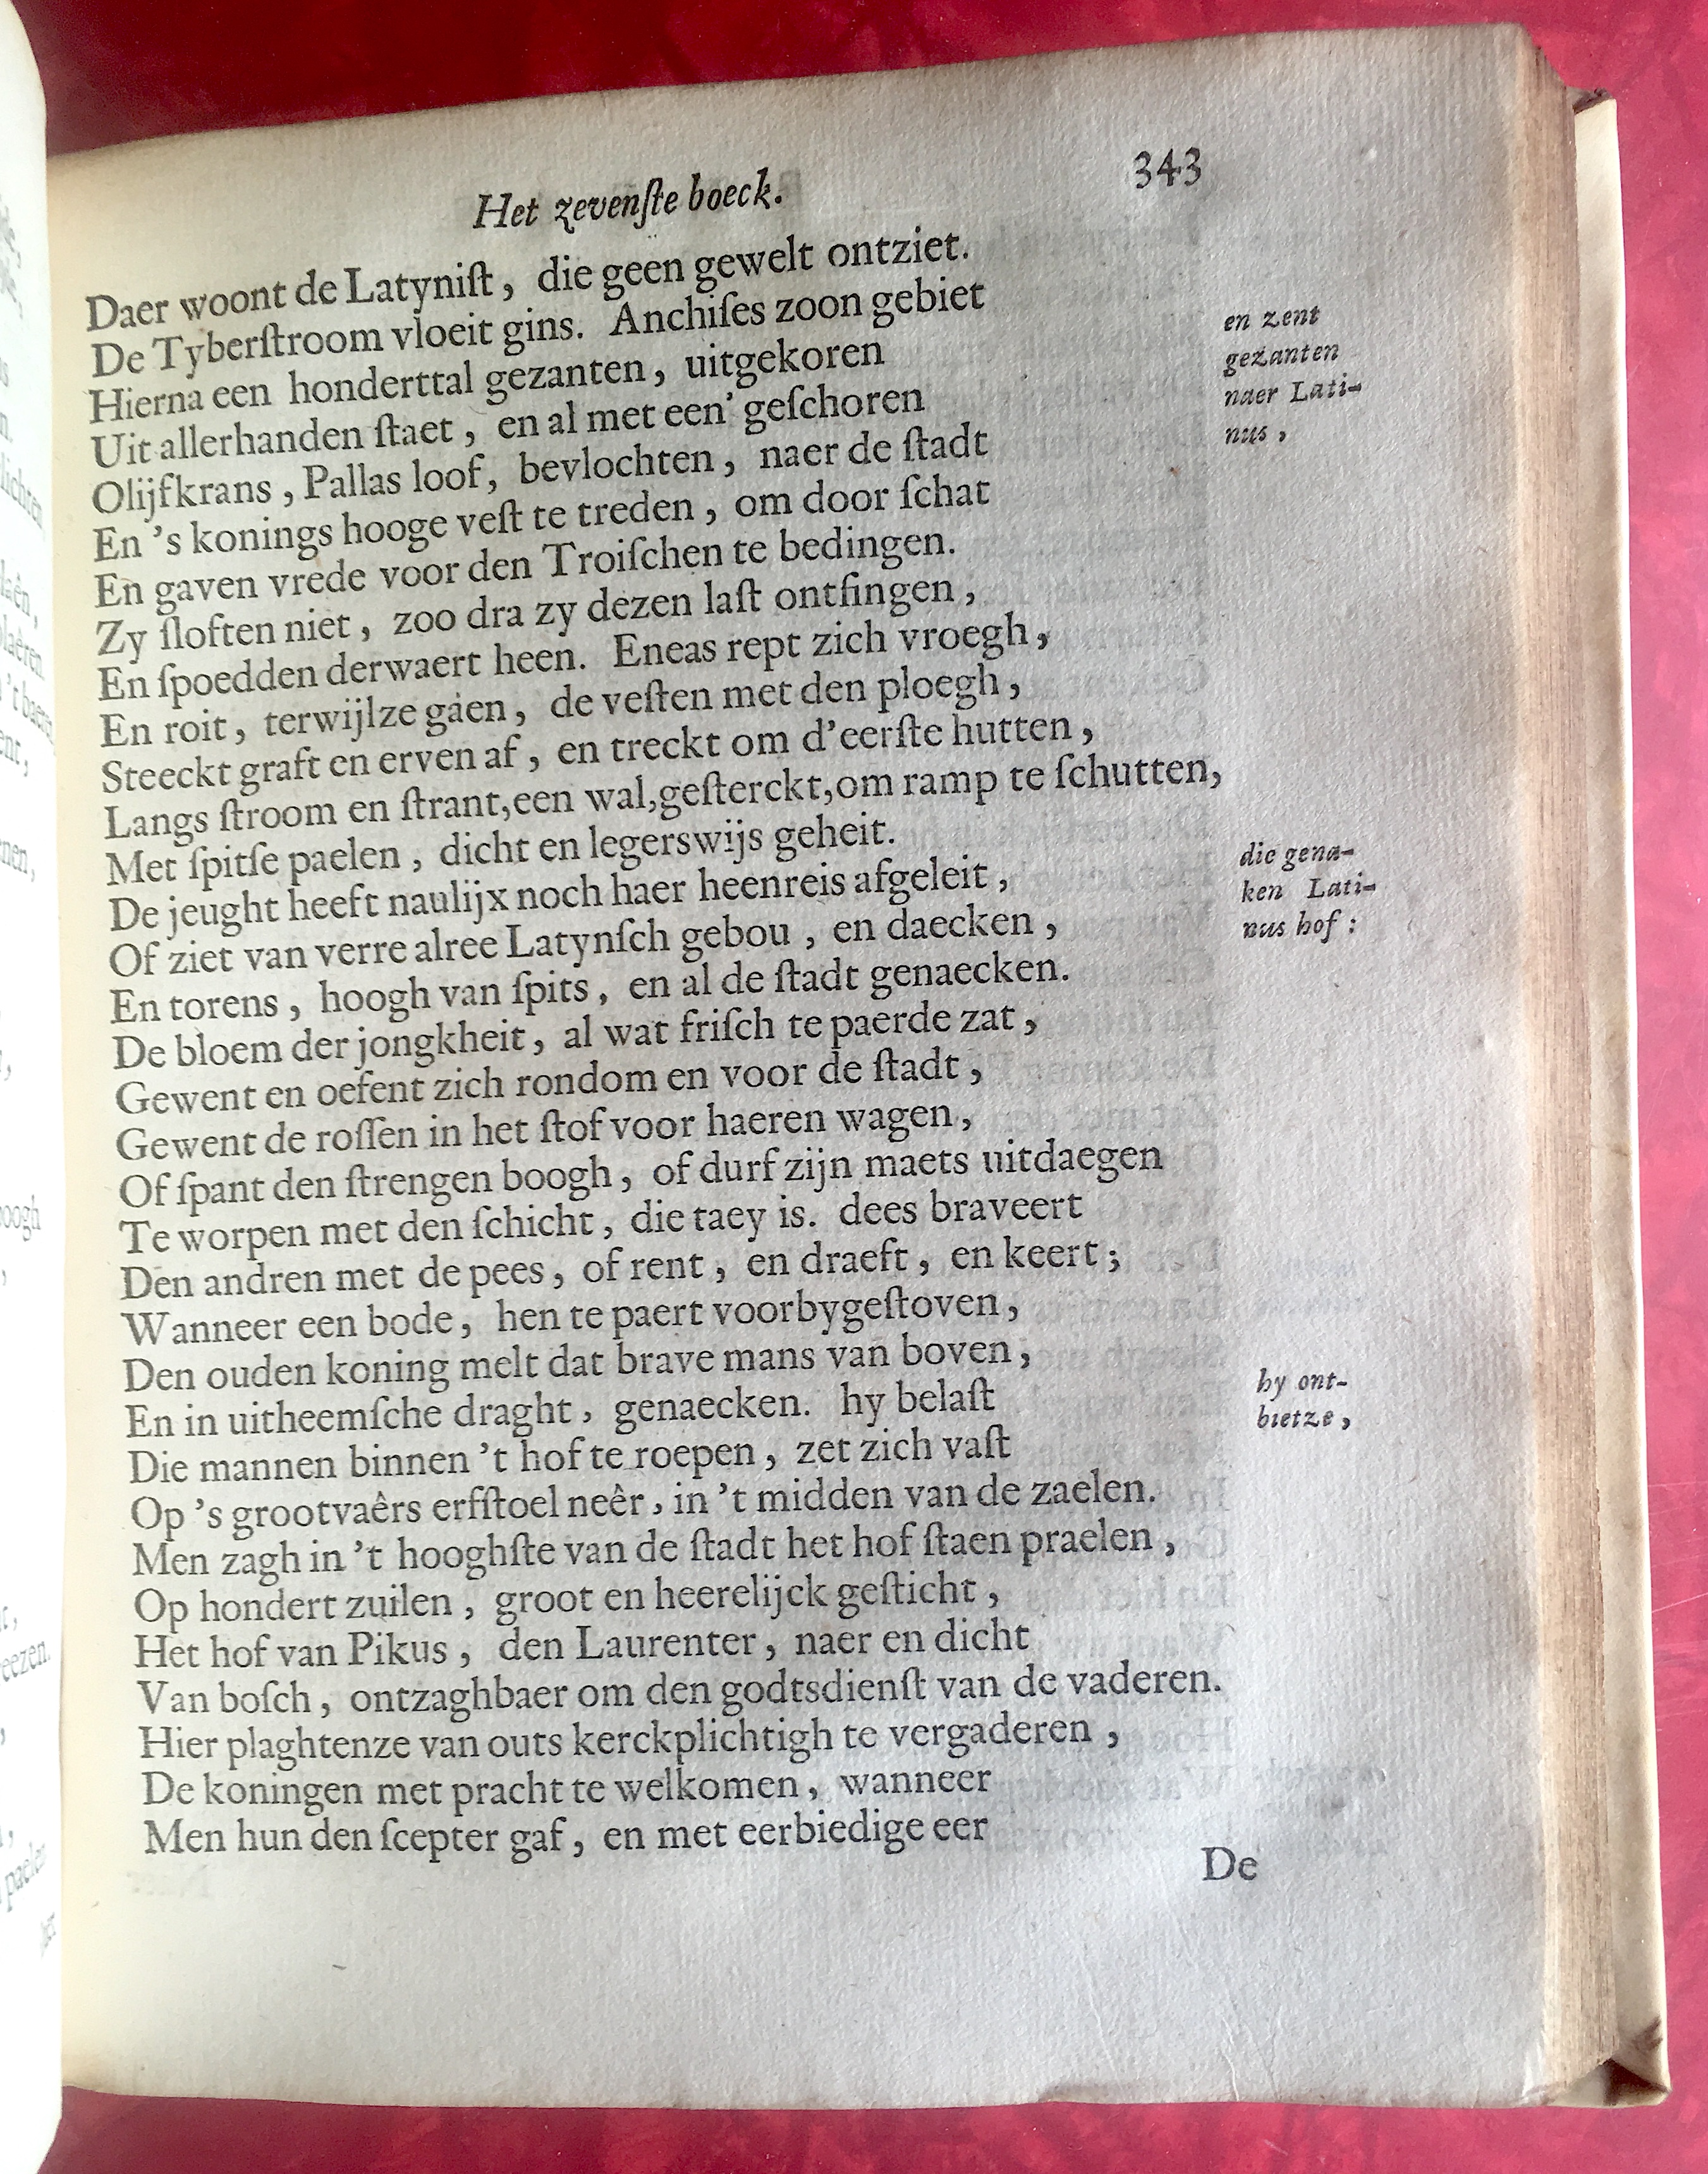 343
Het zevenſte boeck.
Daer woont de Latyniſt, die geen gewelt ontziet.
De Tyberſtroom vloeit gins. Anchiſes zoon gebiet
Hierna een honderttal gezanten, uitgekoren
Uit allerhanden ſtaet, en al met een' geſchoren
Olijfkrans, Pallas loof, bevlochten, naer de ſtadt
En 's konings hooge veſt te treden, om door ſchat
En gaven vrede voor den Troiſchen te bedingen.
Zy ſloften niet, zoo dra zy dezen laſt ontfingen,
En ſpoedden derwaert heen. Eneas rept zich vroegh,
En roit, terwijlze gaen, de veſten met den ploegh,
Steeckt graft en erven af, en treckt om d'eerſte hutten,
Langs ſtroom en ſtrant, een wal, geſterckt, om ramp te ſchutten,
Met ſpitſe paelen, dicht en legerswijs geheit.
De jeught heeft naulijx noch haer heenreis afgeleit,
Of ziet van verre alree Latynſch gebou, en daecken,
En torens, hoogh van ſpits, en al de ſtadt genaecken.
De bloem der jongkheit, al wat friſch te paerde zat,
Gewent en oefent zich rondom en voor de ſtadt,
Gewent de roſſen in het ſtof voor haeren wagen,
Of ſpant den ſtrengen boogh, of durf zijn maets uitdaegen
Te worpen met den ſchicht, die taey is. dees braveert
Den andren met de pees, of rent, en draeft, en keert;
Wanneer een bode, hen te paert voorbygeſtoven,
Den ouden koning melt dat brave mans van boven,
En in uitheemſche draght, genaecken. hy belaſt
Die mannen binnen 't hof te roepen, zet zich vaſt
Op 's grootvaêrs erfſtoel neêr, in 't midden van de zaelen.
Men zagh in 't hooghſte van de ſtadt het hof ſtaen praelen,
Op hondert zuilen, groot en heerelijck geſticht,
Het hof van Pikus, den Laurenter, naer en dicht
Van boſch, ontzaghbaer om den godtsdienſt van de vaderen.
Hier plaghtenze van outs kerckplichtigh te vergaderen,
De koningen met pracht te welkomen, wanneer
Men hun den ſcepter gaf, en met eerbiedige eer
De
en zent
gezanten
naer Lati-
nus,
die gena-
ken Lati-
nus hof:
hy ont-
bietze,